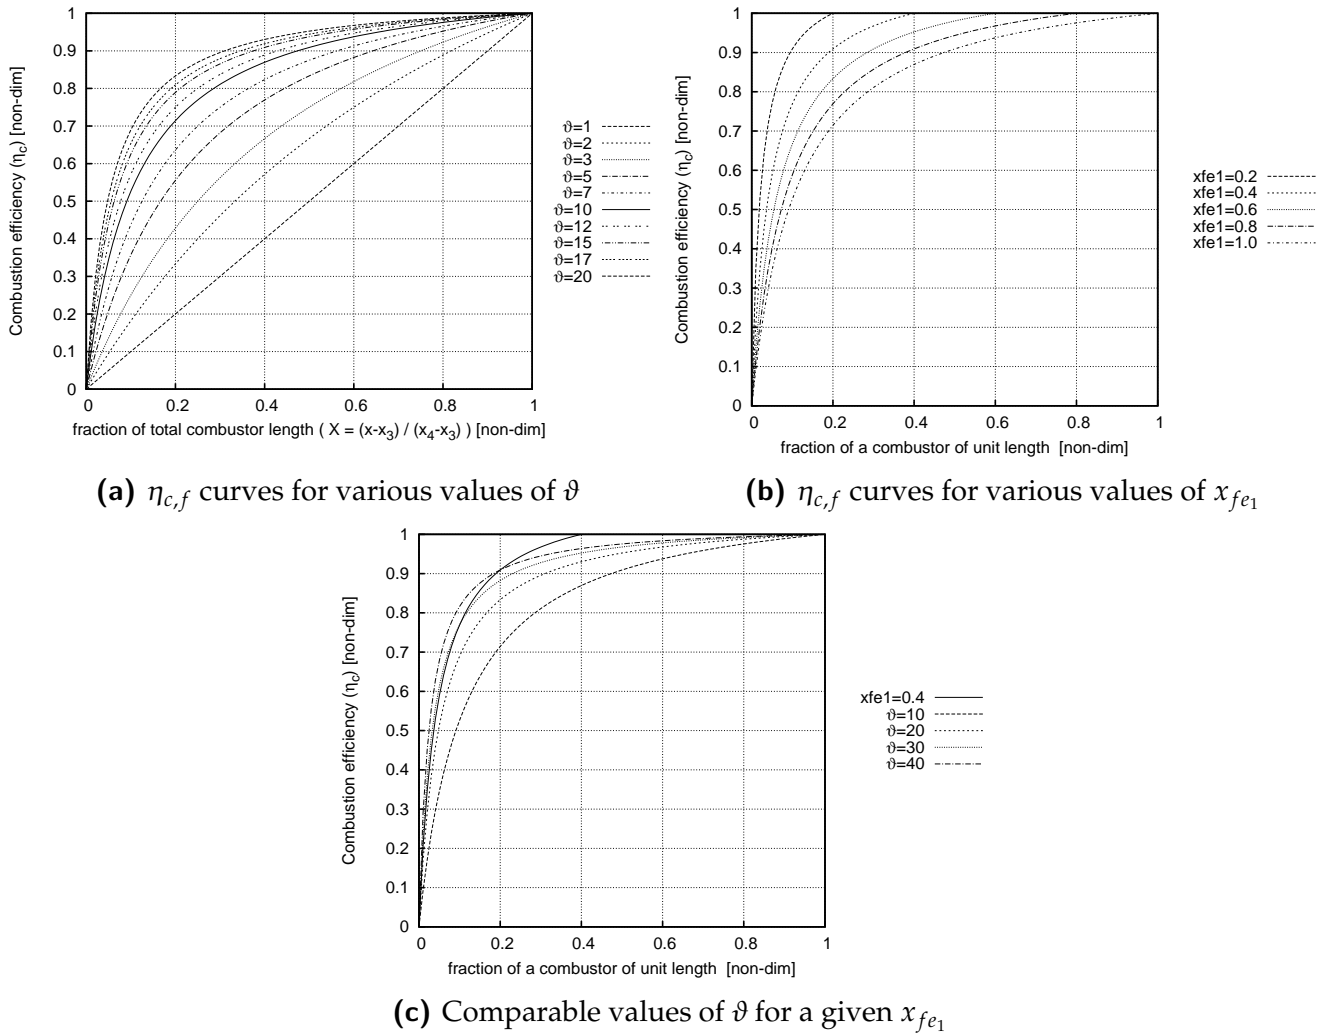 1
0.9
0.8
0.7
0.6
0.5
0.4
0.3
0.2
0.1
0
0 0.2 0.4 0.6 0.8 1
Combustion efficiency (ηc) [non-dim]
fraction of total combustor length ( X = (x-x3) / (x4-x3) ) [non-dim]
ϑ=1
ϑ=2
ϑ=3
ϑ=5
ϑ=7
ϑ=10
ϑ=12
ϑ=15
ϑ=17
ϑ=20
(a) ηc,f curves for various values of ϑ
1
0.9
0.8
0.7
0.6
0.5
0.4
0.3
0.2
0.1
0
0 0.2 0.4 0.6 0.8 1
Combustion efficiency (ηc) [non-dim]
fraction of a combustor of unit length [non-dim]
xfe1=0.2
xfe1=0.4
xfe1=0.6
xfe1=0.8
xfe1=1.0
(b) ηc,f curves for various values of xfe1
1
0.9
0.8
0.7
0.6
0.5
0.4
0.3
0.2
0.1
0
0 0.2 0.4 0.6 0.8 1
Combustion efficiency (ηc) [non-dim]
fraction of a combustor of unit length [non-dim]
xfe1=0.4
ϑ=10
ϑ=20
ϑ=30
ϑ=40
(c) Comparable values of ϑ for a given xfe1